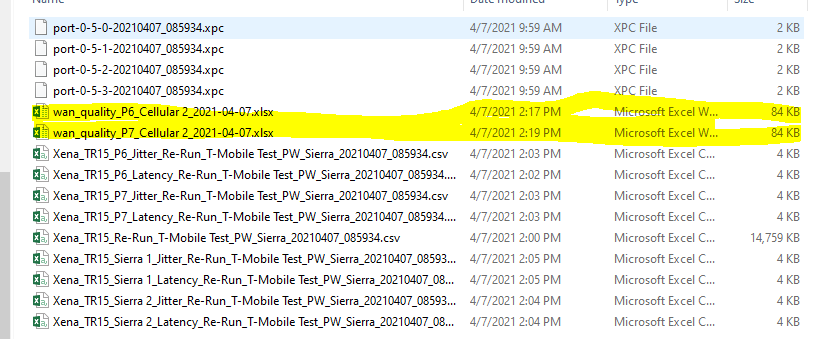 Name Date modified Type Size
port-0-5-0-20210407_085934.xpc 4/7/2021 9:59 AM XPC File 2 KB
port-0-5-1-20210407_085934.xpc 4/7/2021 9:59 AM XPC File 2 KB
port-0-5-2-20210407_085934.xpc 4/7/2021 9:59 AM XPC File 2 KB
port-0-5-3-20210407_085934.xpc 4/7/2021 9:59 AM XPC File 2 KB
wan_quality_P6_Cellular 2_2021-04-07.xlsx 4/7/2021 2:17 PM Microsoft Excel W... 84 KB
wan_quality_P7_Cellular 2_2021-04-07.xlsx 4/7/2021 2:19 PM Microsoft Excel W... 84 KB
Xena_TR15_P6_Jitter_Re-Run_T-Mobile Test_PW_Sierra_20210407_085934.csv 4/7/2021 2:03 PM Microsoft Excel C... 4 KB
Xena_TR15_P6_Latency_Re-Run_T-Mobile Test_PW_Sierra_20210407_085934.... 4/7/2021 2:02 PM Microsoft Excel C... 4 KB
Xena_TR15_P7_Jitter_Re-Run_T-Mobile Test_PW_Sierra_20210407_085934.csv 4/7/2021 2:03 PM Microsoft Excel C... 4 KB
Xena_TR15_P7_Latency_Re-Run_T-Mobile Test_PW_Sierra_20210407_085934.... 4/7/2021 2:03 PM Microsoft Excel C... 4 KB
Xena_TR15_Re-Run_T-Mobile Test_PW_Sierra_20210407_085934.csv 4/7/2021 2:00 PM Microsoft Excel C... 14,759 KB
Xena_TR15_Sierra 1_Jitter_Re-Run_T-Mobile Test_PW_Sierra_20210407_08593... 4/7/2021 2:05 PM Microsoft Excel C... 4 KB
Xena_TR15_Sierra 1_Latency_Re-Run_T-Mobile Test_PW_Sierra_20210407_08... 4/7/2021 2:05 PM Microsoft Excel C... 4 KB
Xena_TR15_Sierra 2_Jitter_Re-Run_T-Mobile Test_PW_Sierra_20210407_08593... 4/7/2021 2:04 PM Microsoft Excel C... 4 KB
Xena_TR15_Sierra 2_Latency_Re-Run_T-Mobile Test_PW_Sierra_20210407_08... 4/7/2021 2:04 PM Microsoft Excel C... 4 KB